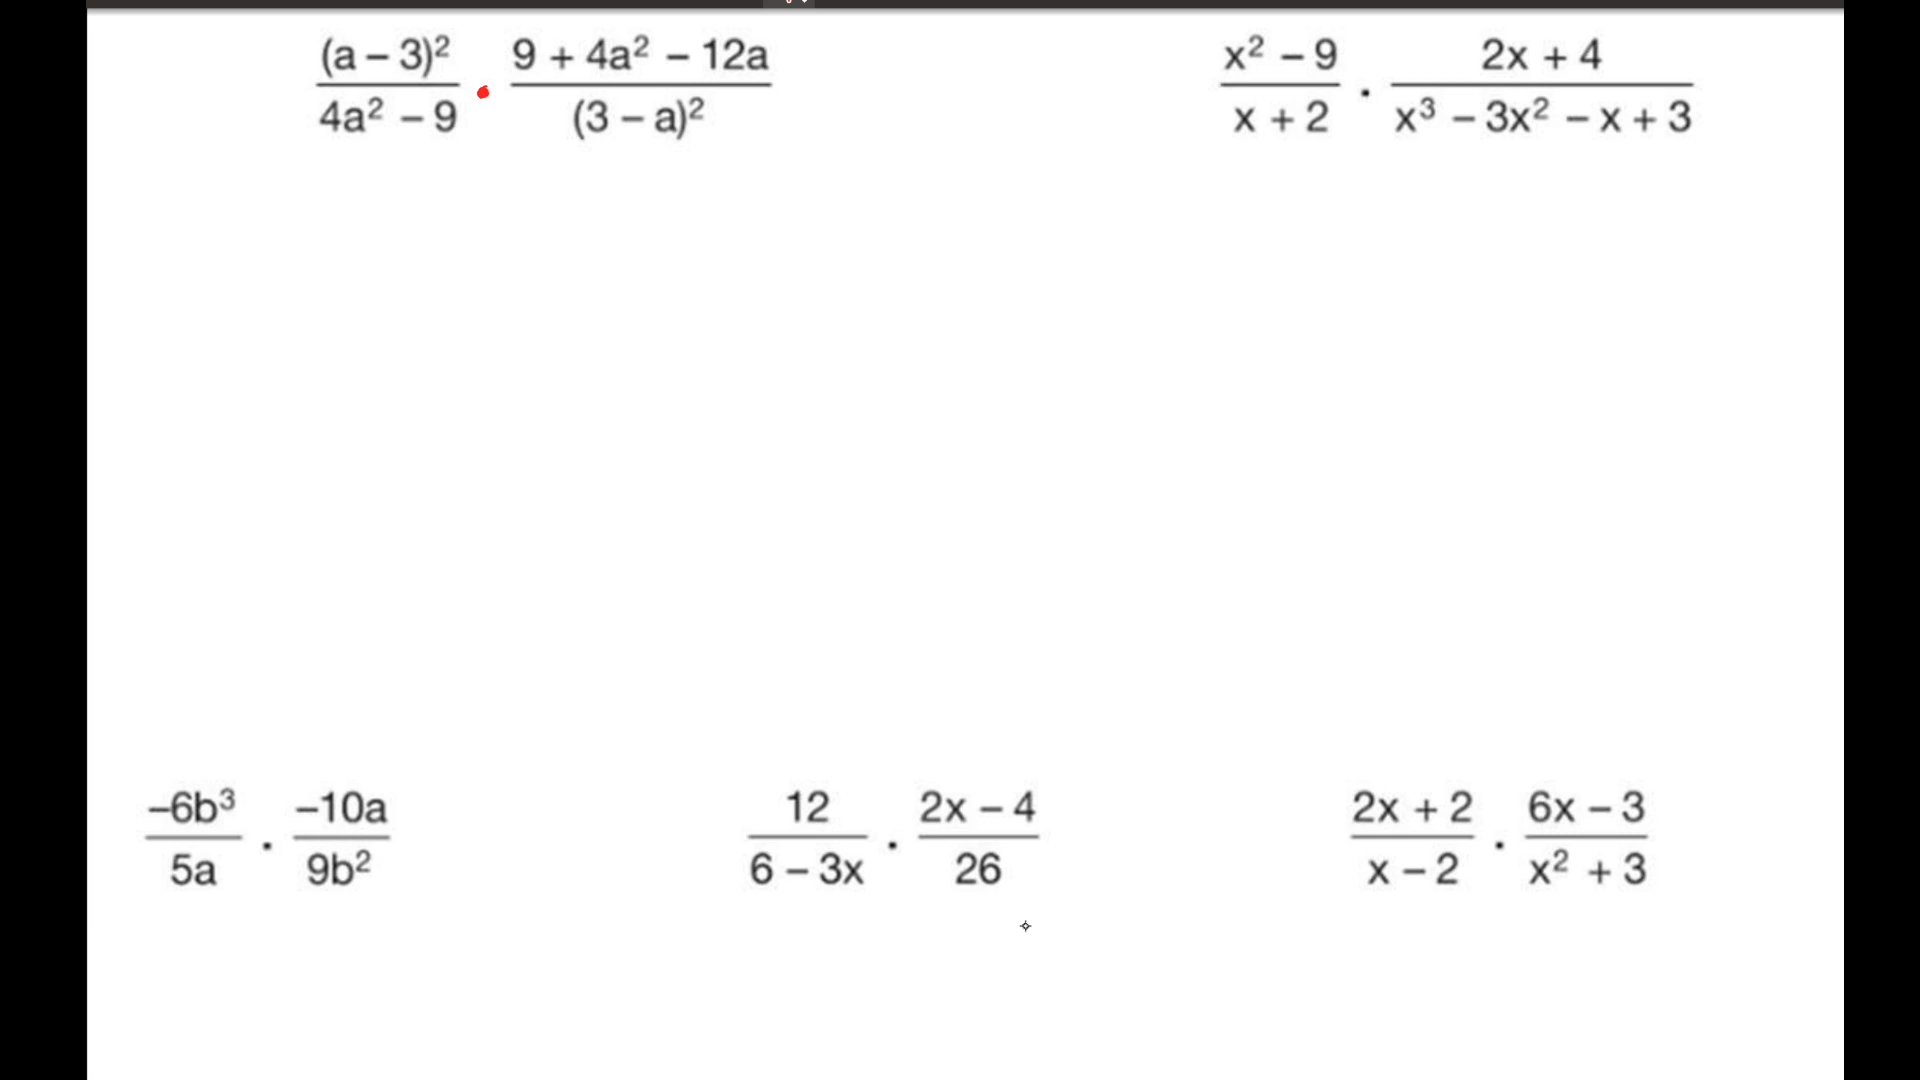 (a – 3)² / 4a² – 9 · 9 + 4a² – 12a / (3 – a)²
x² – 9 / x + 2 · 2x + 4 / x³ – 3x² – x + 3
–6b³ / 5a · –10a / 9b²
12 / 6 – 3x · 2x – 4 / 26
2x + 2 / x – 2 · 6x – 3 / x² + 3